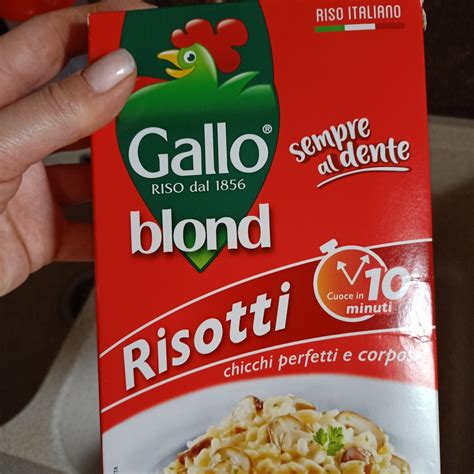 RISO ITALIANO
Gallo®
RISO dal 1856
blond
sempre
al dente
Cuoce in 10
minuti
Risotti
chicchi perfetti e corpos